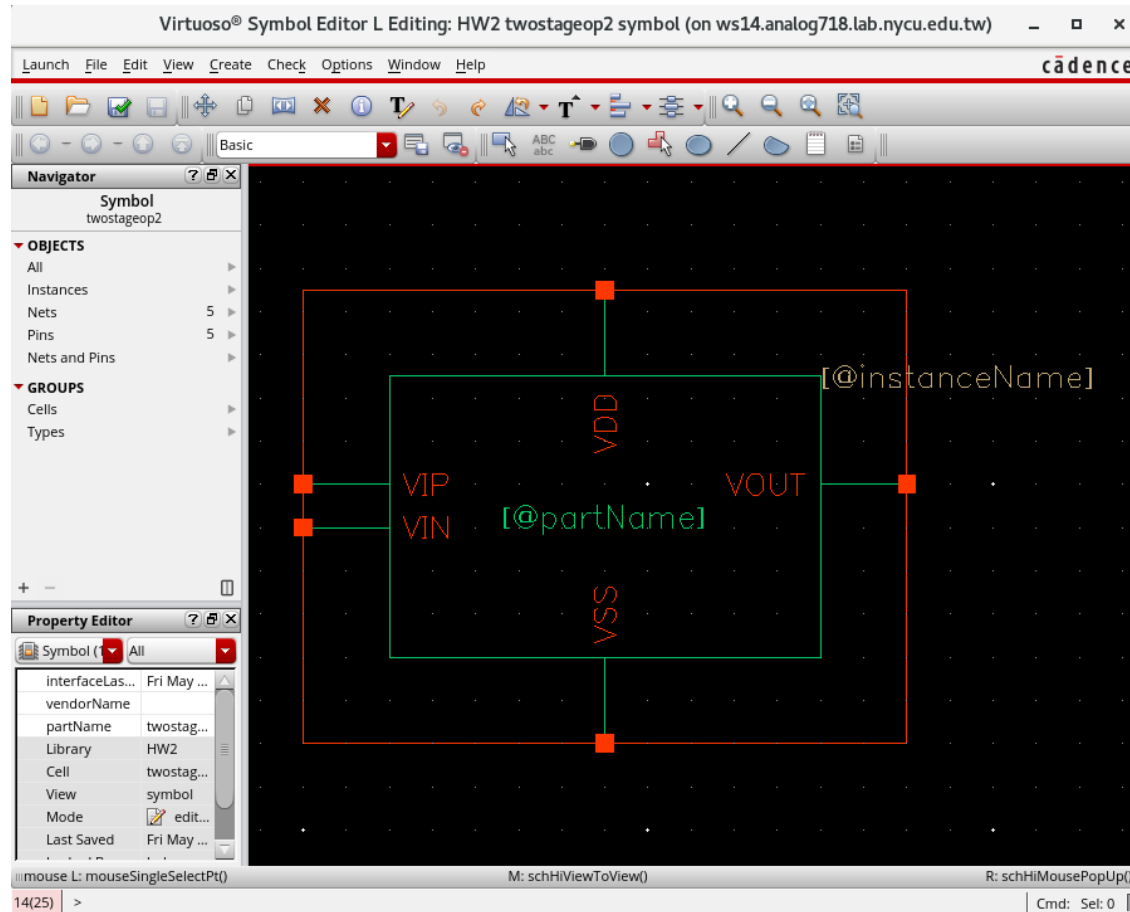 Virtuoso® Symbol Editor L Editing: HW2 twostageop2 symbol (on ws14.analog718.lab.nycu.edu.tw)
Launch File Edit View Create Check Options Window Help
cādence
Basic
ABC
abc
Navigator
Symbol
twostageop2
OBJECTS
All
Instances
Nets 5
Pins 5
Nets and Pins
GROUPS
Cells
Types
[@instanceName]
VDD
VIP
VOUT
[@partName]
VIN
VSS
Property Editor
Symbol (1 All
interfaceLas... Fri May ...
vendorName
partName twostag...
Library HW2
Cell twostag...
View symbol
Mode edit...
Last Saved Fri May ...
mouse L: mouseSingleSelectPt() M: schHiViewToView() R: schHiMousePopUp()
14(25) > Cmd: Sel: 0